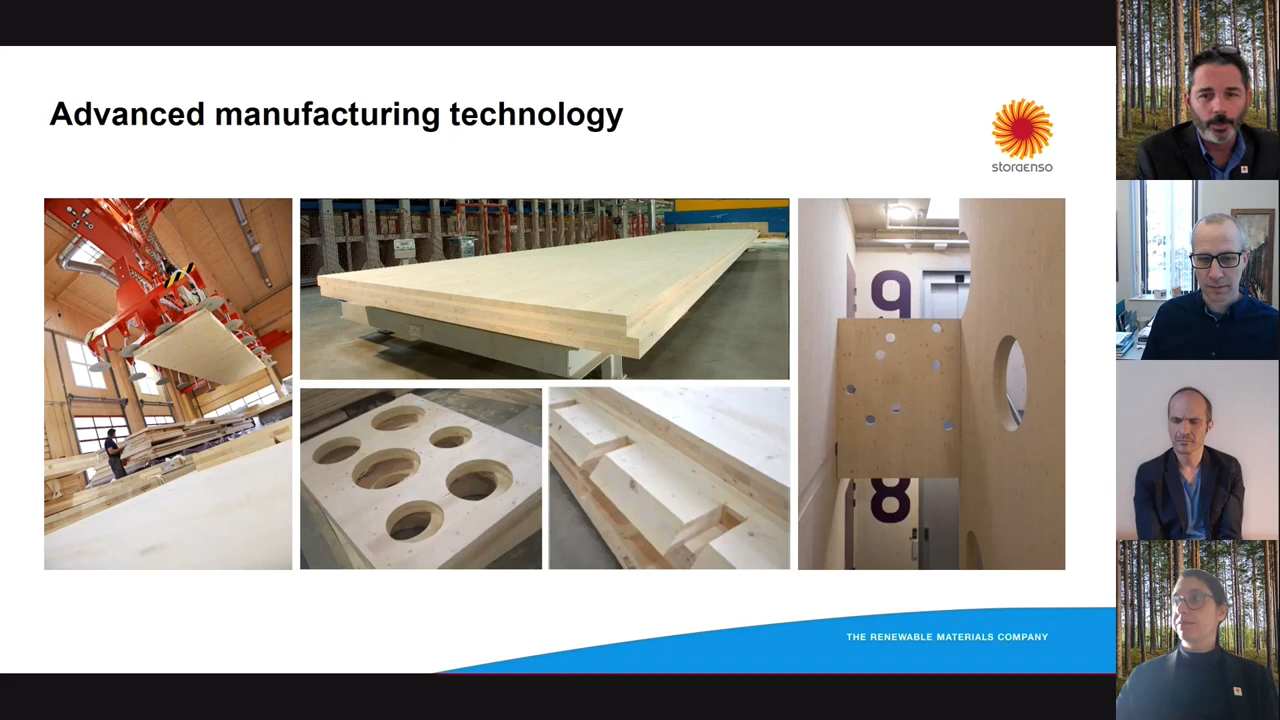 Advanced manufacturing technology
storaenso
9
8
THE RENEWABLE MATERIALS COMPANY